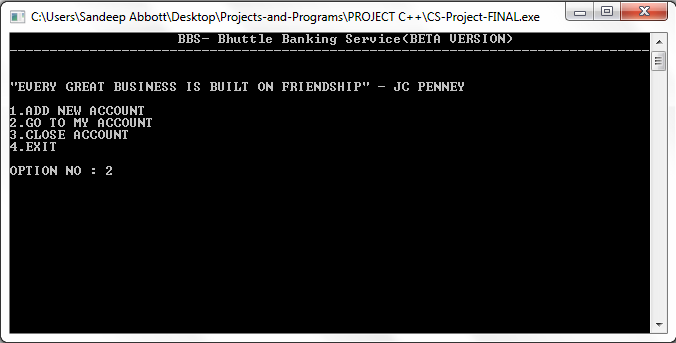 C:\Users\Sandeep Abbott\Desktop\Projects-and-Programs\PROJECT C++\CS-Project-FINAL.exe
BBS- Bhuttle Banking Service(BETA VERSION)
"EVERY GREAT BUSINESS IS BUILT ON FRIENDSHIP" - JC PENNEY
1.ADD NEW ACCOUNT
2.GO TO MY ACCOUNT
3.CLOSE ACCOUNT
4.EXIT
OPTION NO : 2